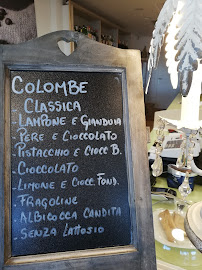 COLOMBE
- CLASSICA
- LAMPONE E GIANDUIA
- PERE E CIOCCOLATO
- PISTACCHIO E CIOCC B.
- CIOCCOLATO
- LIMONE E CIOCC. FOND.
- FRAGOLINE
- ALBICOCCA CANDITA
- SENZA LATTOSIO